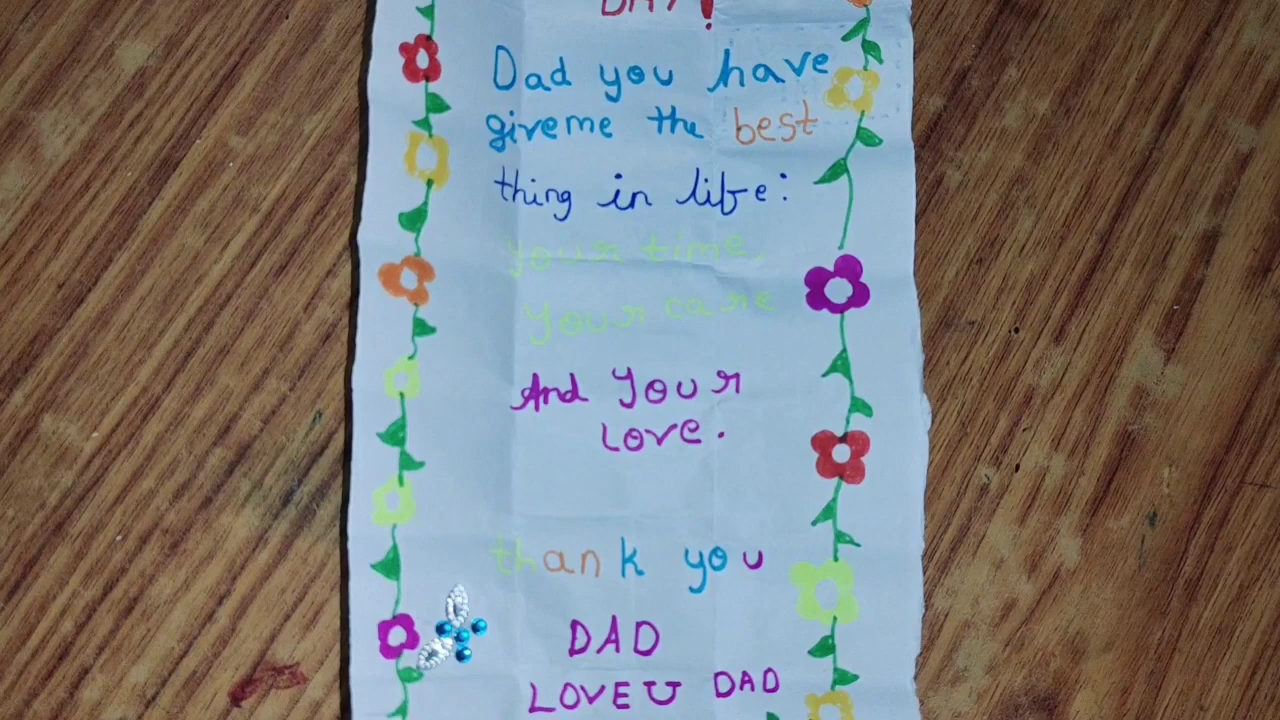 DAY!
Dad you have
giveme the best
thing in life:
your time,
your care
And your
Love.
thank you
DAD
LOVE U DAD